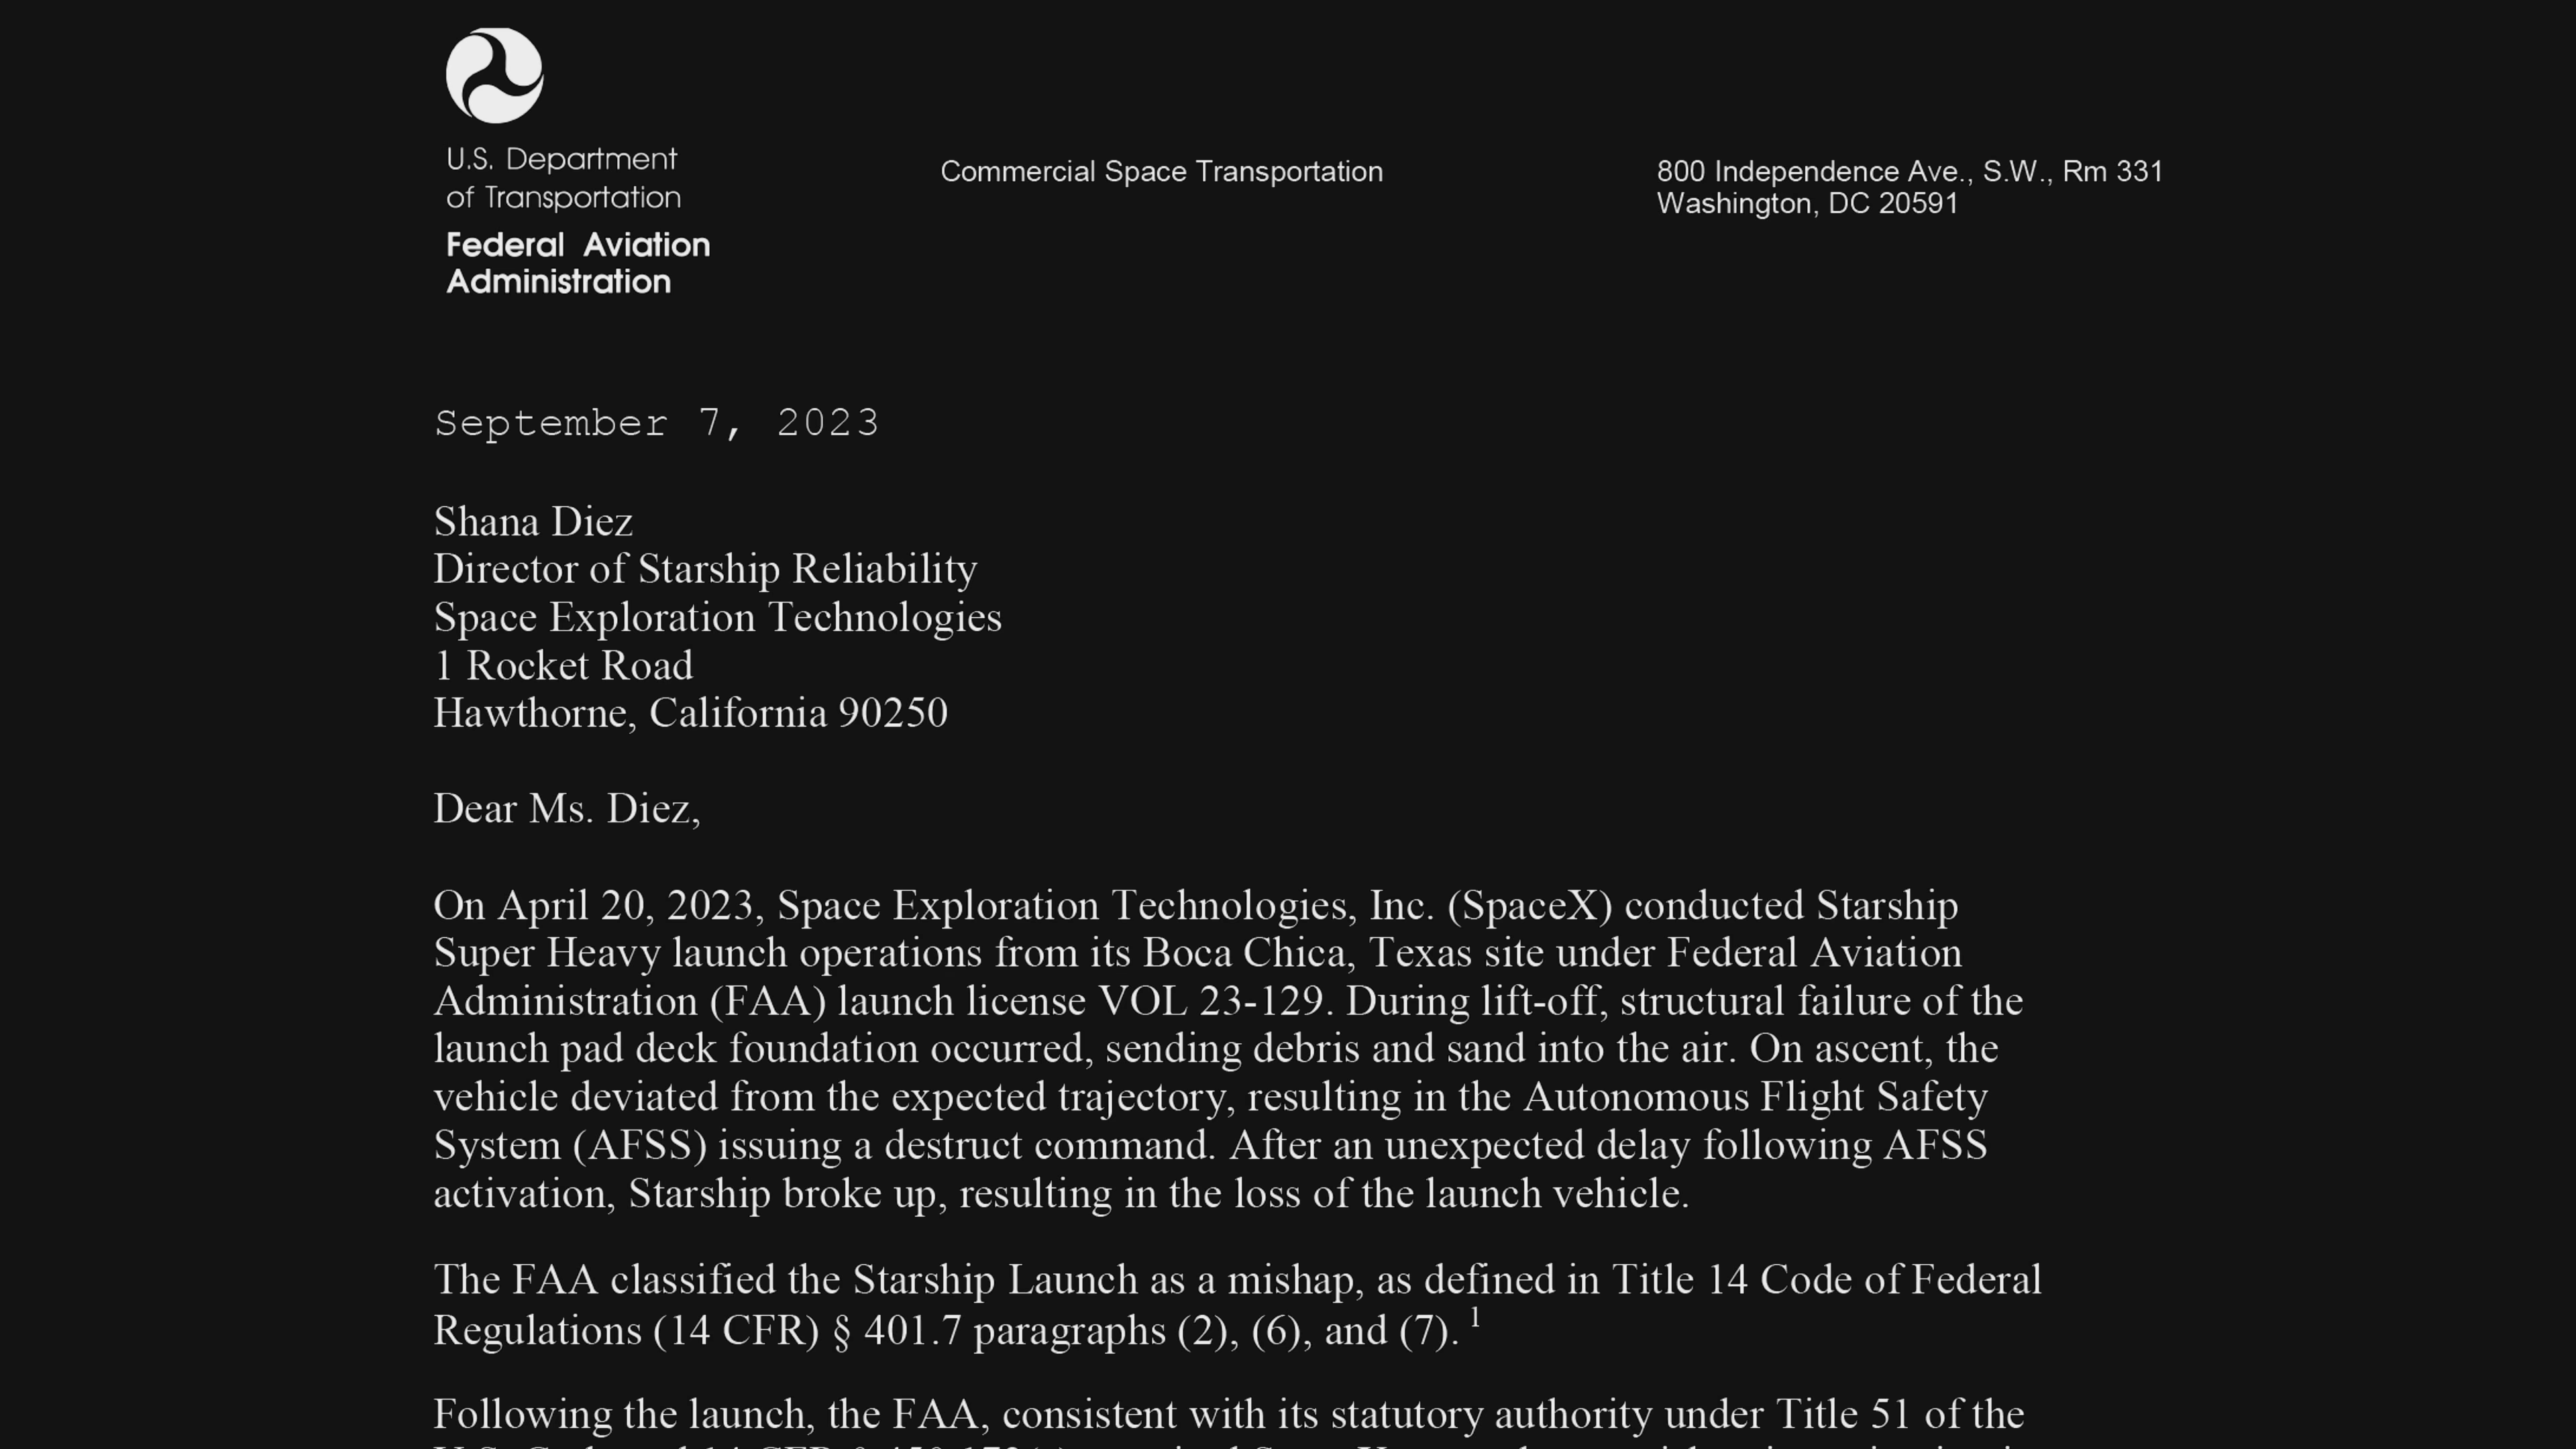 U.S. Department
of Transportation
Federal Aviation
Administration
Commercial Space Transportation
800 Independence Ave., S.W., Rm 331
Washington, DC 20591
September 7, 2023
Shana Diez
Director of Starship Reliability
Space Exploration Technologies
1 Rocket Road
Hawthorne, California 90250
Dear Ms. Diez,
On April 20, 2023, Space Exploration Technologies, Inc. (SpaceX) conducted Starship
Super Heavy launch operations from its Boca Chica, Texas site under Federal Aviation
Administration (FAA) launch license VOL 23-129. During lift-off, structural failure of the
launch pad deck foundation occurred, sending debris and sand into the air. On ascent, the
vehicle deviated from the expected trajectory, resulting in the Autonomous Flight Safety
System (AFSS) issuing a destruct command. After an unexpected delay following AFSS
activation, Starship broke up, resulting in the loss of the launch vehicle.
The FAA classified the Starship Launch as a mishap, as defined in Title 14 Code of Federal
Regulations (14 CFR) § 401.7 paragraphs (2), (6), and (7). 1
Following the launch, the FAA, consistent with its statutory authority under Title 51 of the